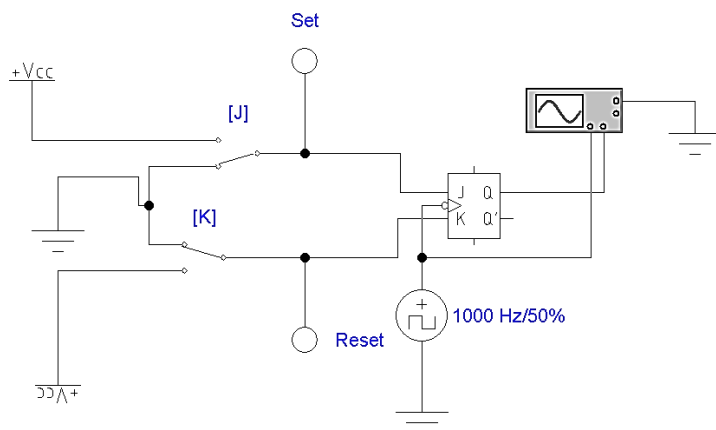 Set
+Vcc
[J]
[K]
J Q
K Q'
1000 Hz/50%
Reset
+Vcc